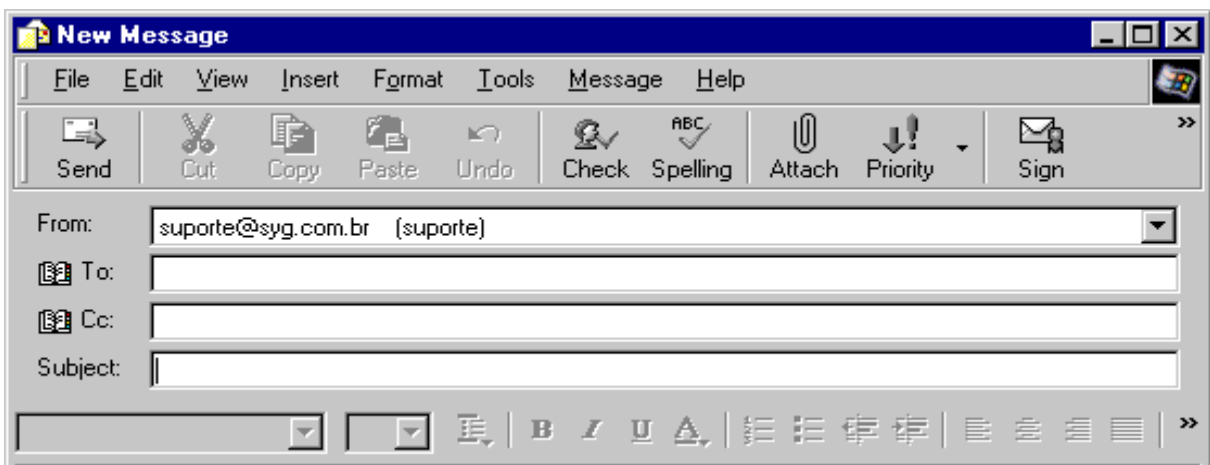 New Message
File Edit View Insert Format Tools Message Help
ABC
Send Cut Copy Paste Undo Check Spelling Attach Priority Sign
From: suporte@syg.com.br (suporte)
To:
Cc:
Subject:
B I U A